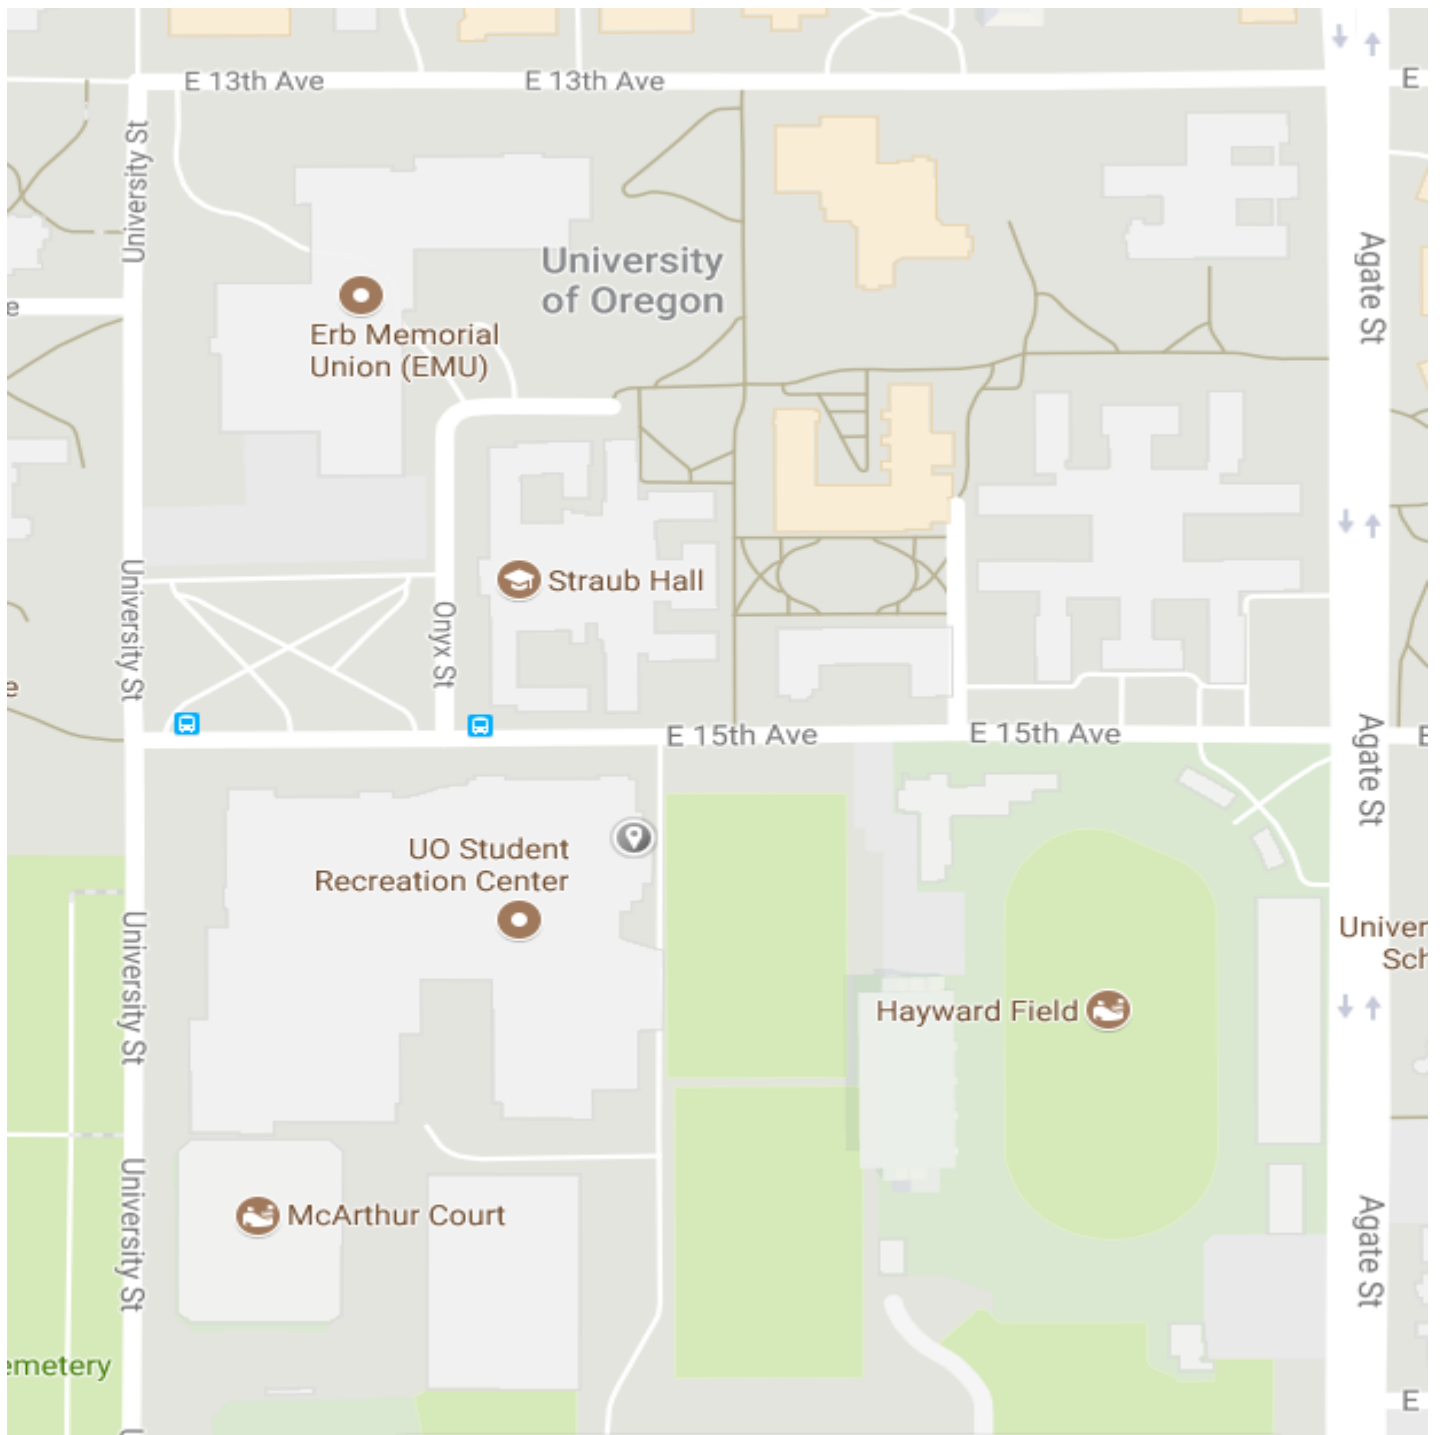 E 13th Ave
E 13th Ave
E
University St
Agate St
University
of Oregon
e
Erb Memorial
Union (EMU)
University St
Straub Hall
Onyx St
e
E 15th Ave
E 15th Ave
E
Agate St
UO Student
Recreation Center
University St
Univer
Sch
Hayward Field
McArthur Court
University St
Agate St
emetery
E